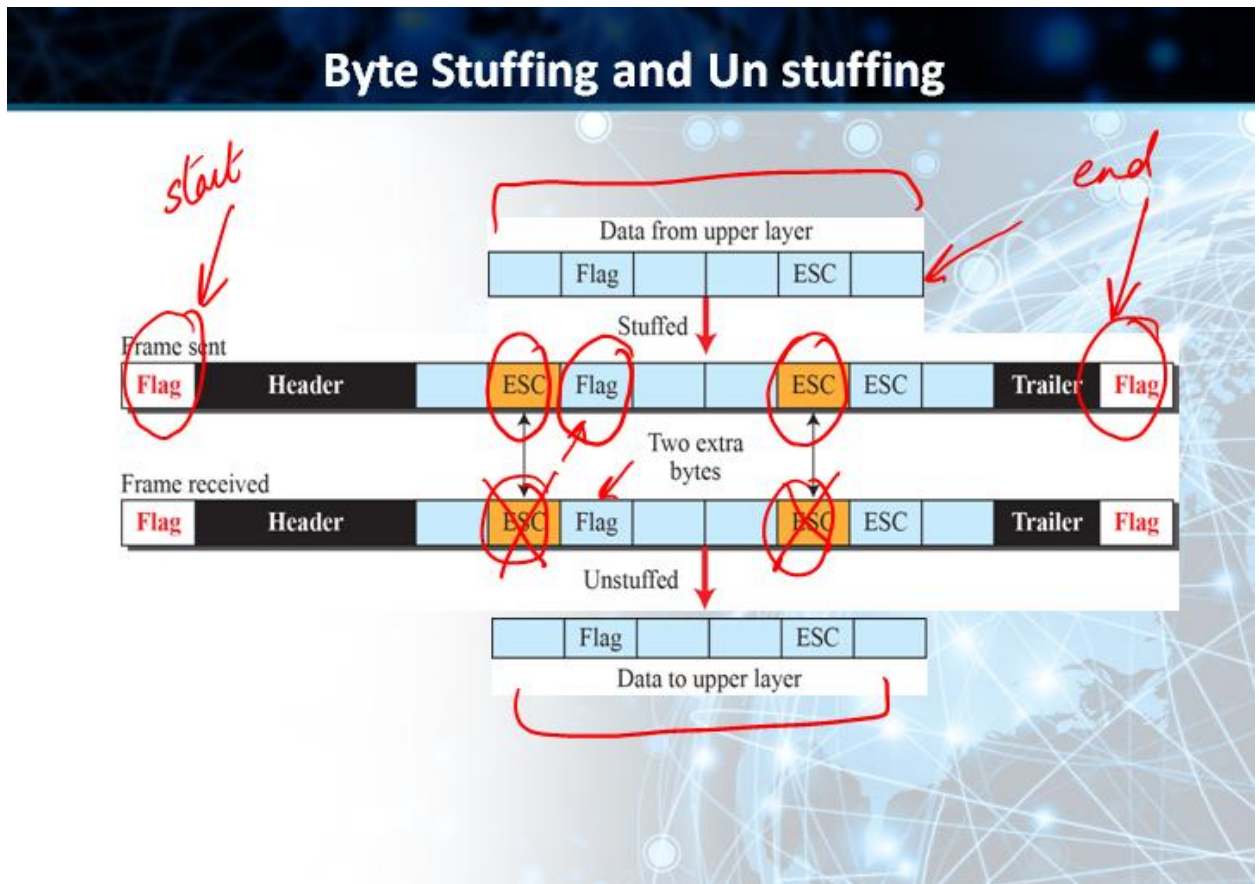 Byte Stuffing and Un stuffing
start
end
Data from upper layer
Flag ESC
Stuffed
Frame sent
Flag Header ESC Flag ESC ESC Trailer Flag
Two extra
bytes
Frame received
Flag Header ESC Flag ESC ESC Trailer Flag
Unstuffed
Flag ESC
Data to upper layer